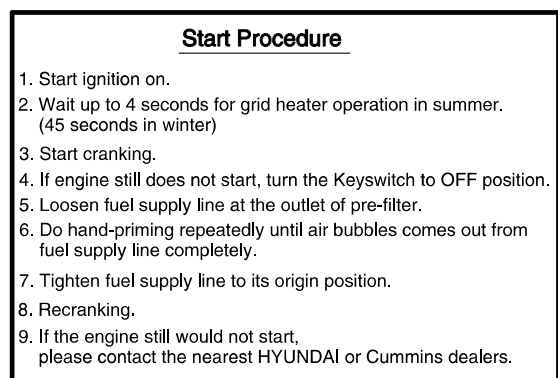 Start Procedure
1. Start ignition on.
2. Wait up to 4 seconds for grid heater operation in summer.
(45 seconds in winter)
3. Start cranking.
4. If engine still does not start, turn the Keyswitch to OFF position.
5. Loosen fuel supply line at the outlet of pre-filter.
6. Do hand-priming repeatedly until air bubbles comes out from
fuel supply line completely.
7. Tighten fuel supply line to its origin position.
8. Recranking.
9. If the engine still would not start,
please contact the nearest HYUNDAI or Cummins dealers.